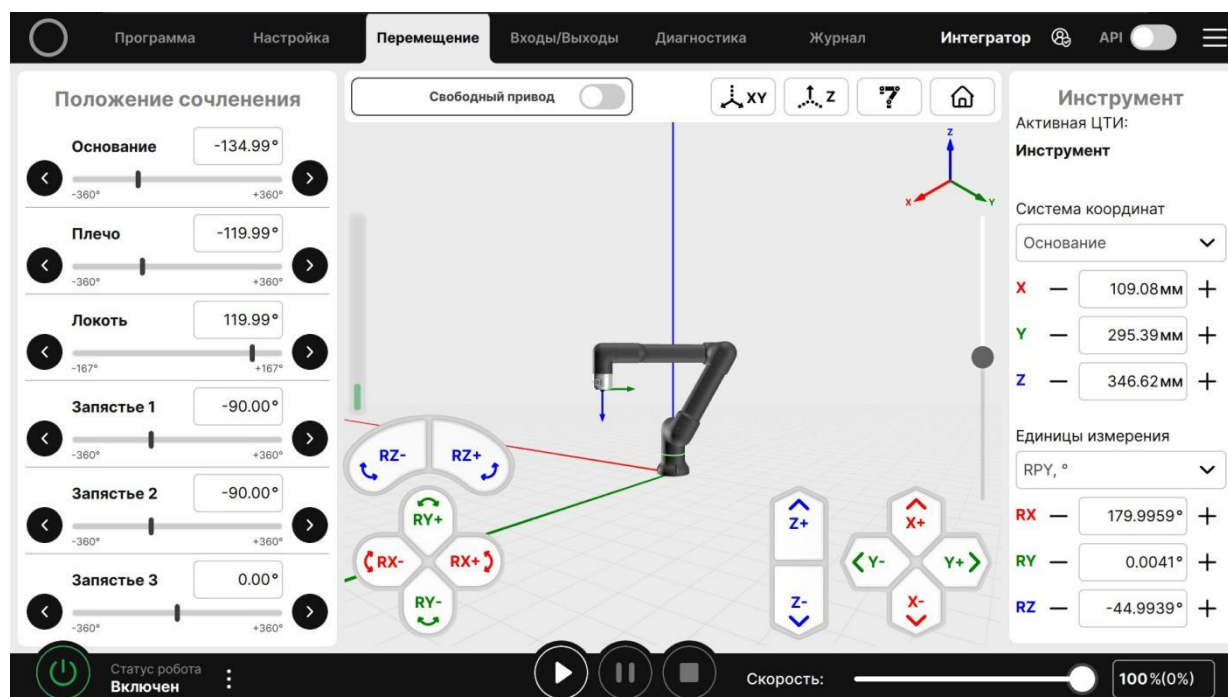 Программа Настройка Перемещение Входы/Выходы Диагностика Журнал Интегратор API
Положение сочленения
Основание -134.99°
-360° +360°
Плечо -119.99°
-360° +360°
Локоть 119.99°
-167° +167°
Запястье 1 -90.00°
-360° +360°
Запястье 2 -90.00°
-360° +360°
Запястье 3 0.00°
-360° +360°
Свободный привод XY Z
Z
X Y
RZ- RZ+
RY+
RX- RX+
RY-
Z+
Z-
X+
Y- Y+
X-
Инструмент
Активная ЦТИ:
Инструмент
Система координат
Основание
X — 109.08мм +
Y — 295.39мм +
Z — 346.62мм +
Единицы измерения
RPY, °
RX — 179.9959° +
RY — 0.0041° +
RZ — -44.9939° +
Статус робота
Включен
Скорость: 100%(0%)